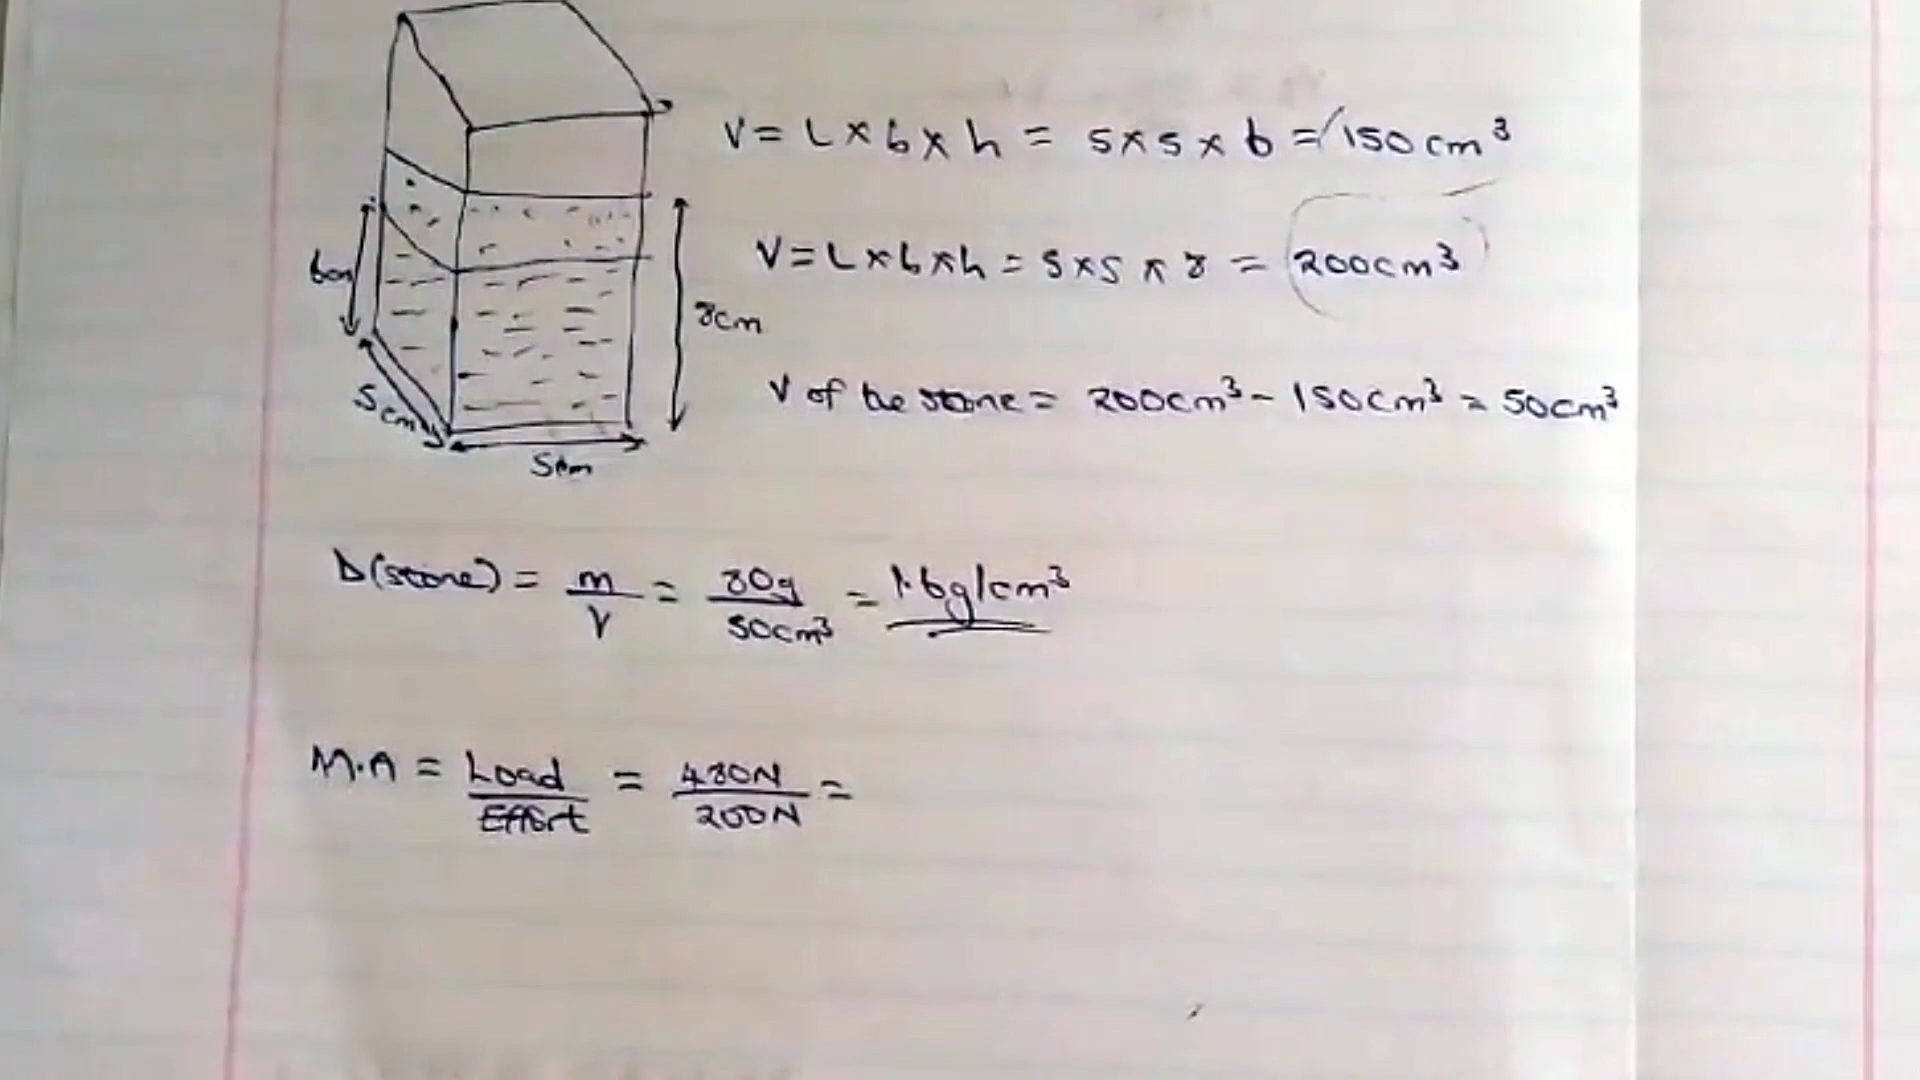 V = L x b x h = 5 x 5 x 6 = 150 cm³
V = L x b x h = 5 x 5 x 8 = 200cm³
6cm
8cm
V of the stone = 200cm³ - 150cm³ = 50cm³
5cm
5cm
D(stone) = m/V = 80g/50cm³ = 1.6g/cm³
M.A = Load/Effort = 480N/200N =